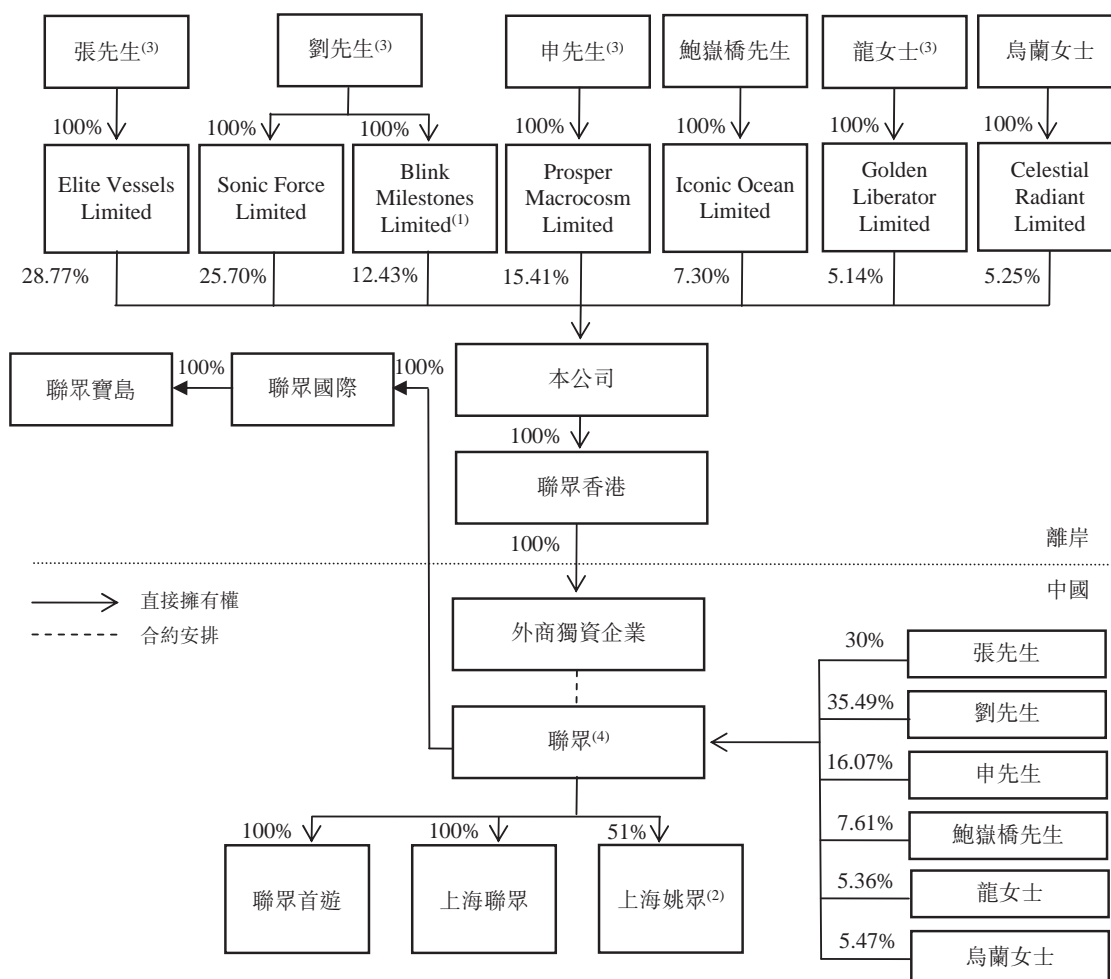 張先生(3)
劉先生(3)
申先生(3)
鮑嶽橋先生
龍女士(3)
烏蘭女士
100%
100%
100%
100%
100%
100%
100%
Elite Vessels
Limited
Sonic Force
Limited
Blink
Milestones
Limited(1)
Prosper
Macrocosm
Limited
Iconic Ocean
Limited
Golden
Liberator
Limited
Celestial
Radiant
Limited
28.77%
25.70%
12.43%
15.41%
7.30%
5.14%
5.25%
聯眾寶島
100%
聯眾國際
100%
本公司
100%
聯眾香港
100%
離岸
中國
直接擁有權
合約安排
外商獨資企業
聯眾(4)
30%
張先生
35.49%
劉先生
16.07%
申先生
7.61%
鮑嶽橋先生
5.36%
龍女士
5.47%
烏蘭女士
100%
100%
51%
聯眾首遊
上海聯眾
上海姚眾(2)